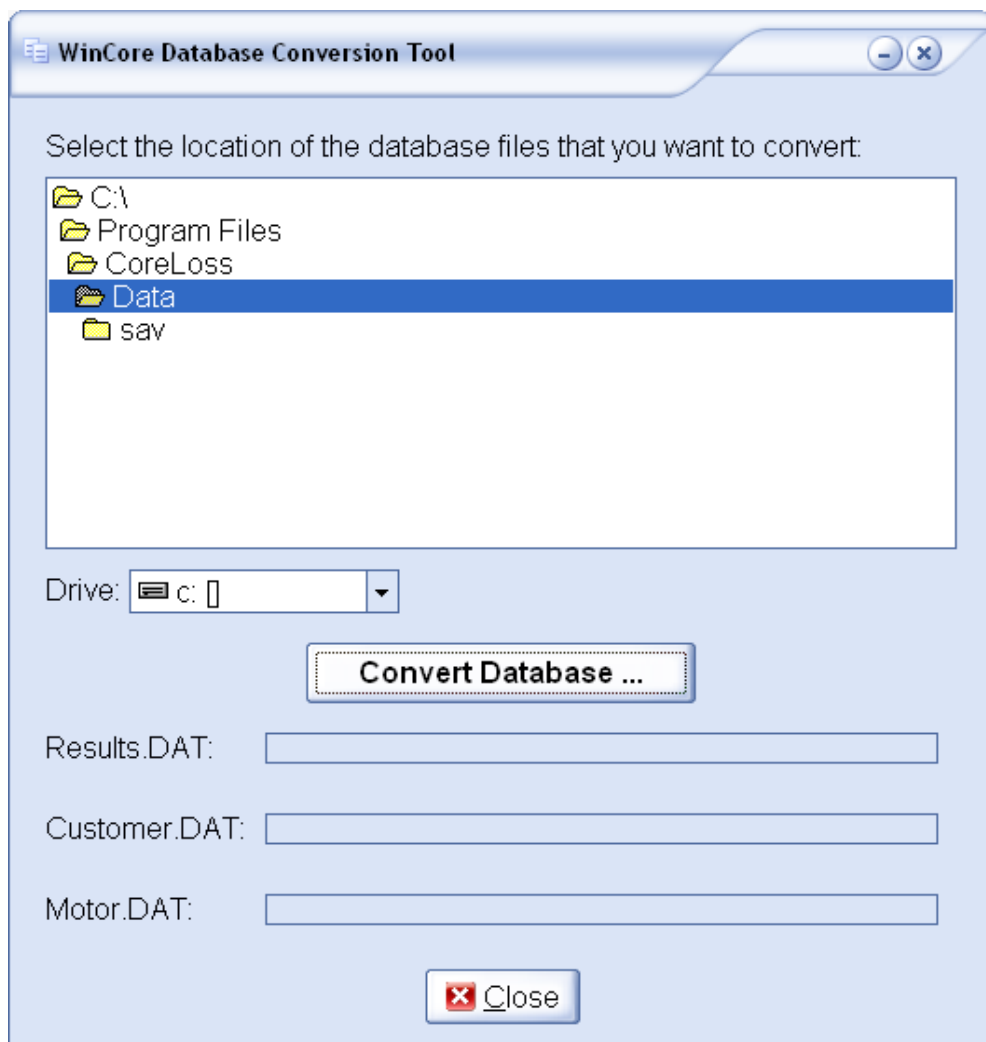 WinCore Database Conversion Tool
Select the location of the database files that you want to convert:
C:\
Program Files
CoreLoss
Data
sav
Drive: c: []
Convert Database ...
Results.DAT:
Customer.DAT:
Motor.DAT:
Close